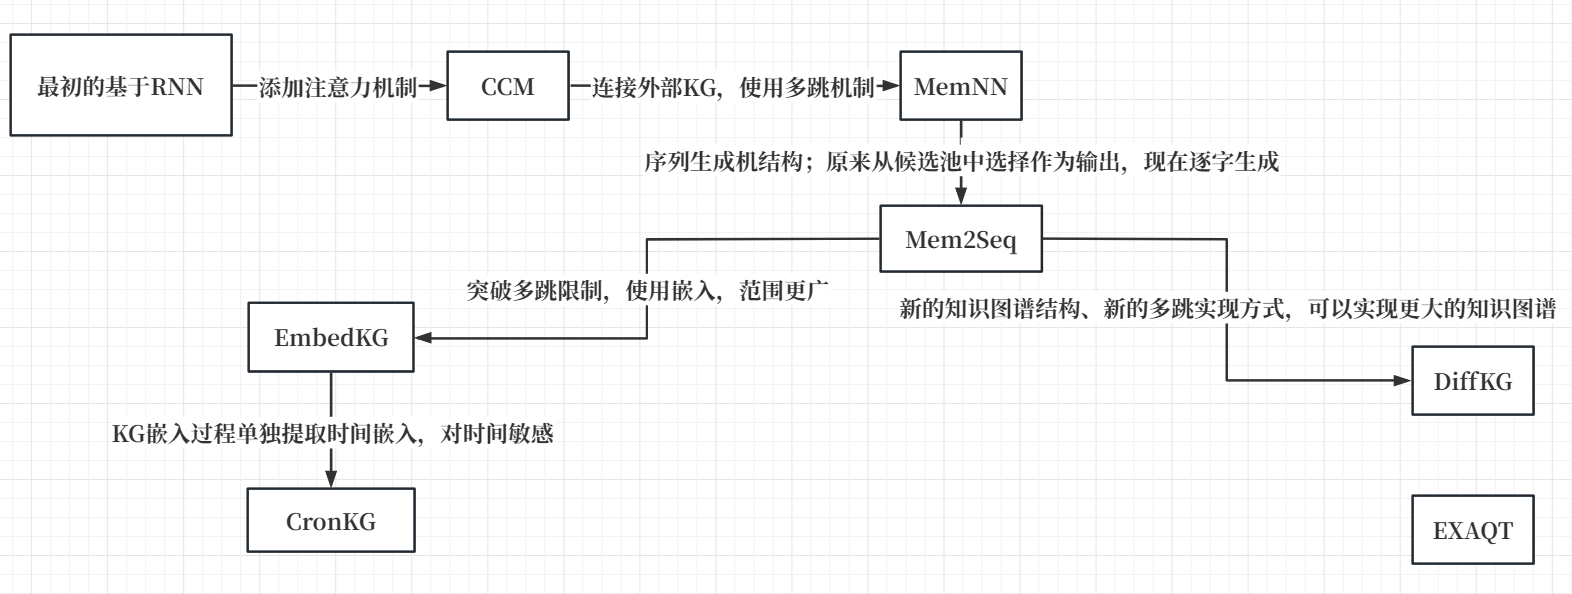 最初的基于RNN
添加注意力机制
CCM
连接外部KG，使用多跳机制
MemNN
序列生成机结构；原来从候选池中选择作为输出，现在逐字生成
Mem2Seq
突破多跳限制，使用嵌入，范围更广
新的知识图谱结构、新的多跳实现方式，可以实现更大的知识图谱
EmbedKG
DiffKG
KG嵌入过程单独提取时间嵌入，对时间敏感
CronKG
EXAQT